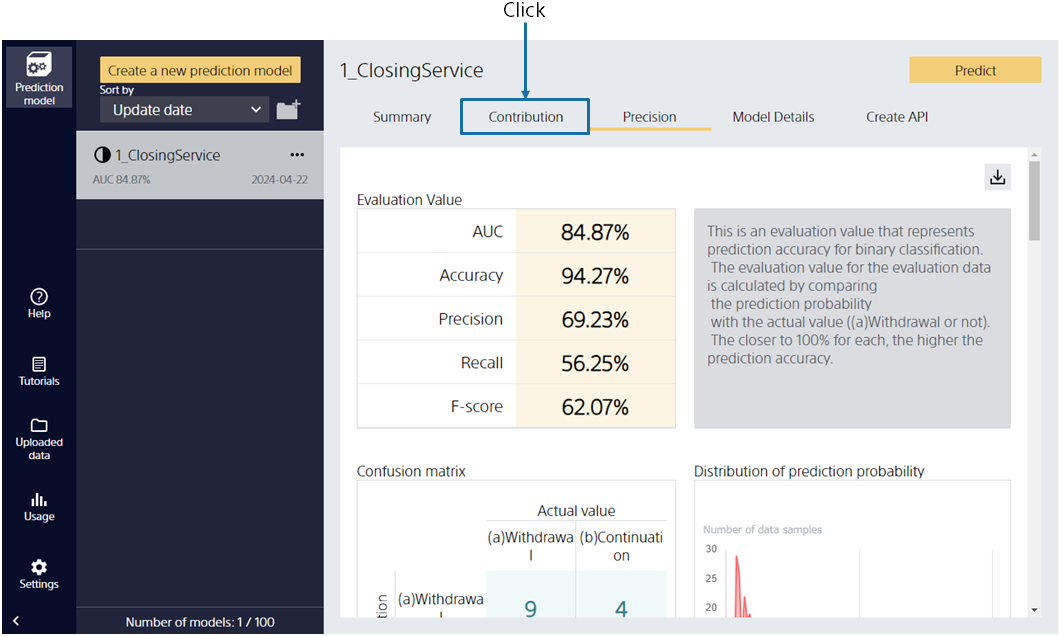 Click
Prediction
model
Help
Tutorials
Uploaded
data
Usage
Settings
Create a new prediction model
Sort by
Update date
1_ClosingService
AUC 84.87%
2024-04-22
Number of models: 1 / 100
1_ClosingService
Predict
Summary
Contribution
Precision
Model Details
Create API
Evaluation Value
AUC 84.87%
Accuracy 94.27%
Precision 69.23%
Recall 56.25%
F-score 62.07%
This is an evaluation value that represents
prediction accuracy for binary classification.
The evaluation value for the evaluation data
is calculated by comparing
the prediction probability
with the actual value ((a)Withdrawal or not).
The closer to 100% for each, the higher the
prediction accuracy.
Confusion matrix
Actual value
(a)Withdrawa
l
(b)Continuati
on
(a)Withdrawa
9
4
Distribution of prediction probability
Number of data samples
30
25
20